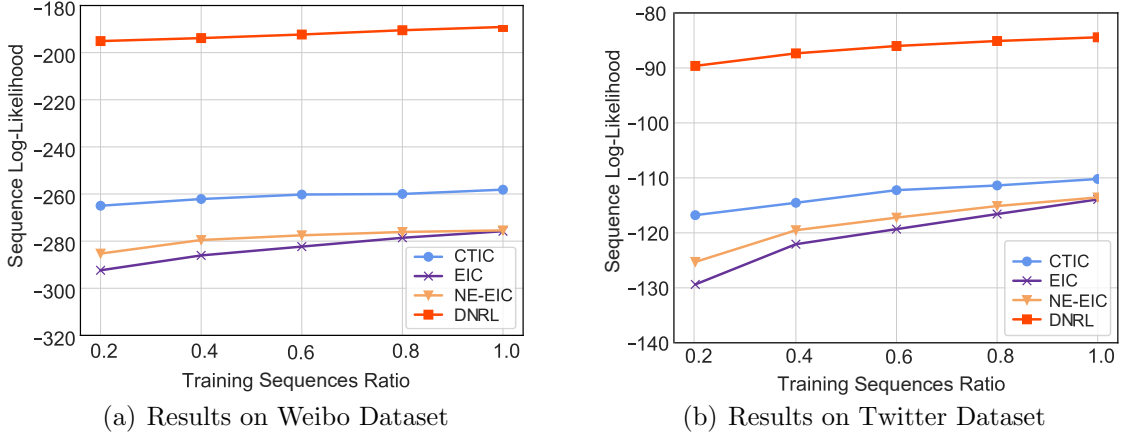 −180
−200
−220
−240
−260
−280
−300
−320
Sequence Log-Likelihood
CTIC
EIC
NE-EIC
DNRL
0.2 0.4 0.6 0.8 1.0
Training Sequences Ratio
(a) Results on Weibo Dataset
−80
−90
−100
−110
−120
−130
−140
Sequence Log-Likelihood
CTIC
EIC
NE-EIC
DNRL
0.2 0.4 0.6 0.8 1.0
Training Sequences Ratio
(b) Results on Twitter Dataset